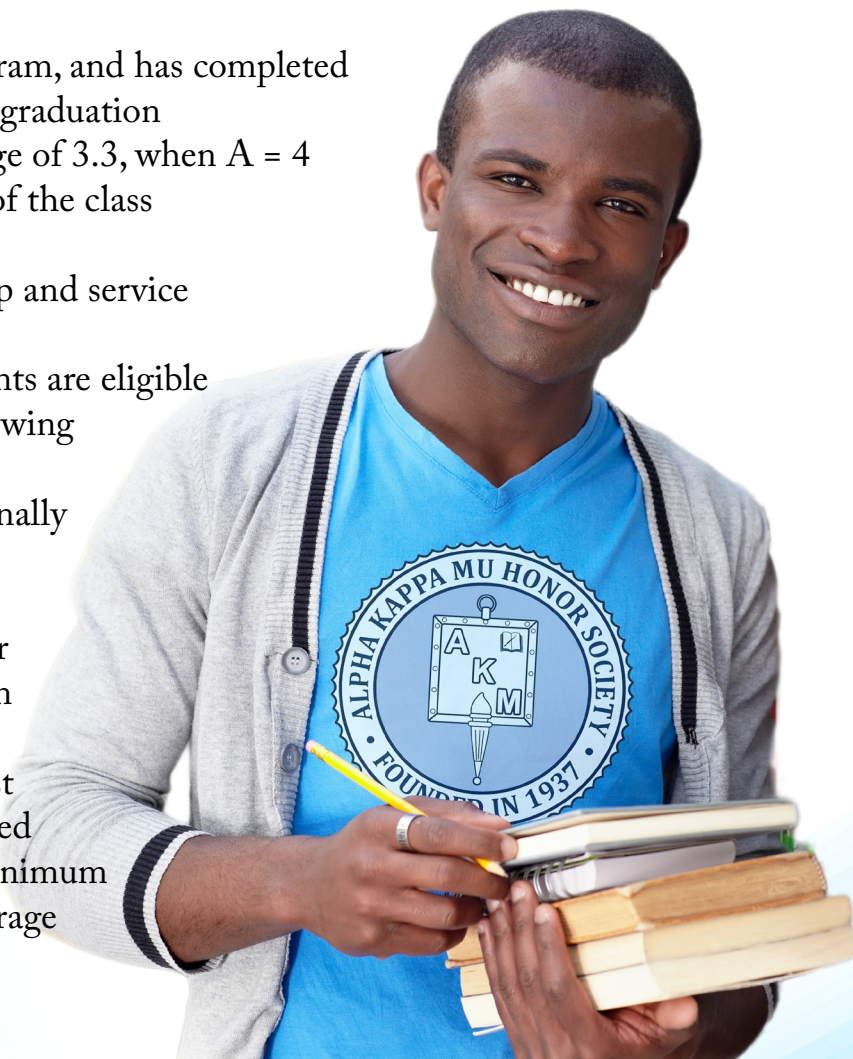 ram, and has completed
graduation
ge of 3.3, when A = 4
of the class
p and service
nts are eligible
wing
nally
r
n
st
ed
nimum
rage
ALPHA KAPPA MU HONOR SOCIETY
A
K
M
• FOUNDED IN 1937 •